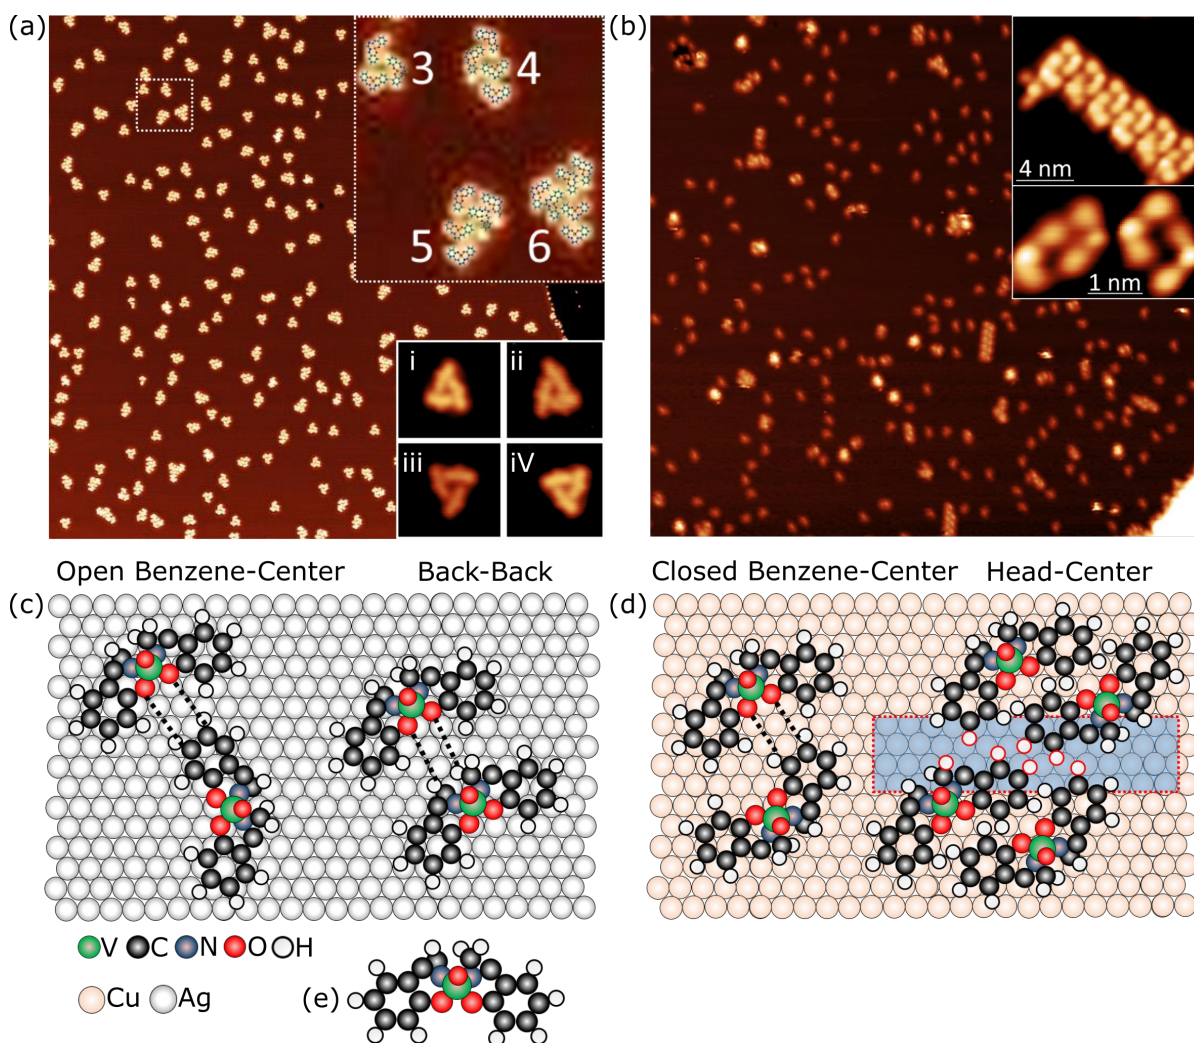 (a)
3
4
5
6
i
ii
iii
iV
(b)
4 nm
1 nm
Open Benzene-Center
Back-Back
Closed Benzene-Center
Head-Center
(c)
(d)
V
C
N
O
H
Cu
Ag
(e)